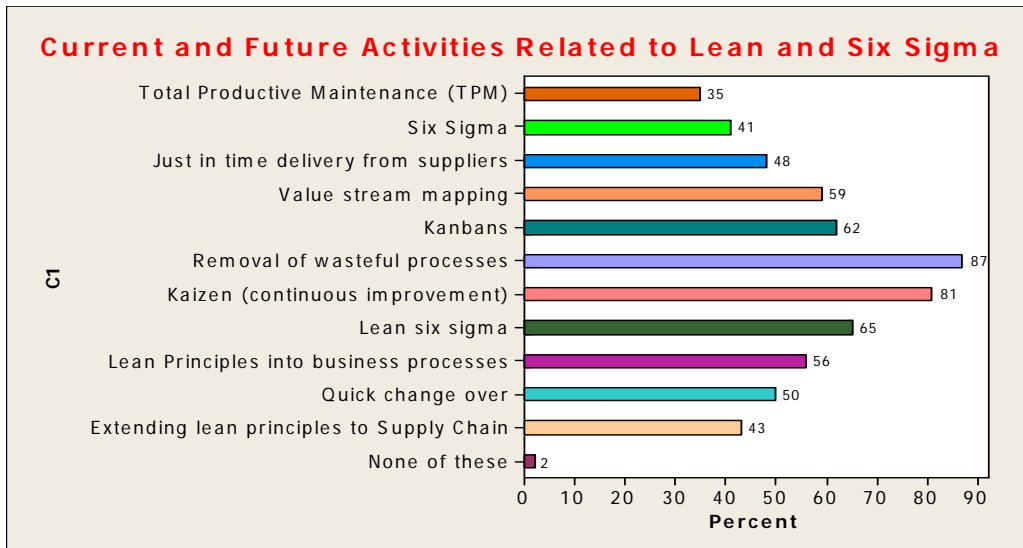 Current and Future Activities Related to Lean and Six Sigma
Total Productive Maintenance (TPM) 35
Six Sigma 41
Just in time delivery from suppliers 48
Value stream mapping 59
Kanbans 62
Removal of wasteful processes 87
C1
Kaizen (continuous improvement) 81
Lean six sigma 65
Lean Principles into business processes 56
Quick change over 50
Extending lean principles to Supply Chain 43
None of these 2
0 10 20 30 40 50 60 70 80 90
Percent